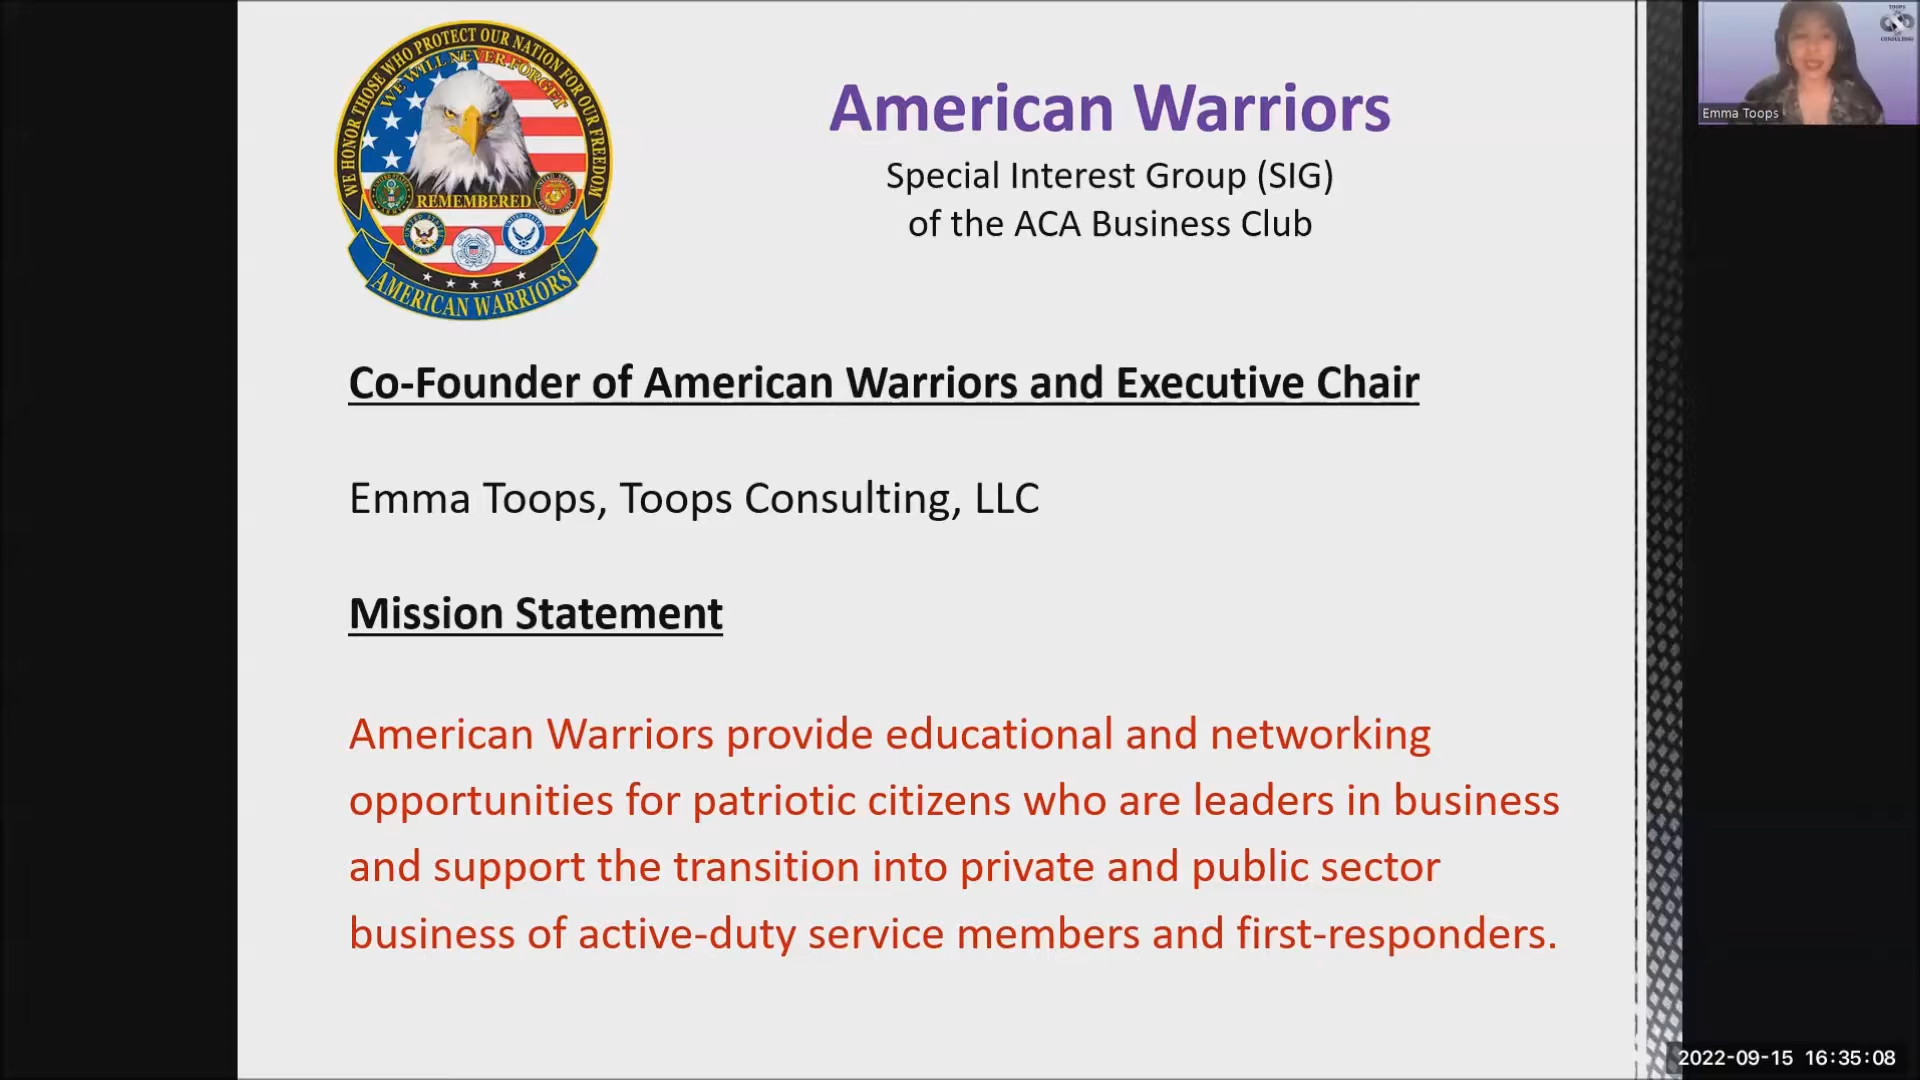 WE HONOR THOSE WHO PROTECT OUR NATION FOR OUR FREEDOM
WE WILL NEVER FORGET
REMEMBERED
AMERICAN WARRIORS
American Warriors
Special Interest Group (SIG)
of the ACA Business Club
Co-Founder of American Warriors and Executive Chair
Emma Toops, Toops Consulting, LLC
Mission Statement
American Warriors provide educational and networking
opportunities for patriotic citizens who are leaders in business
and support the transition into private and public sector
business of active-duty service members and first-responders.
TOOPS
CONSULTING
Emma Toops
2022-09-15 16:35:08